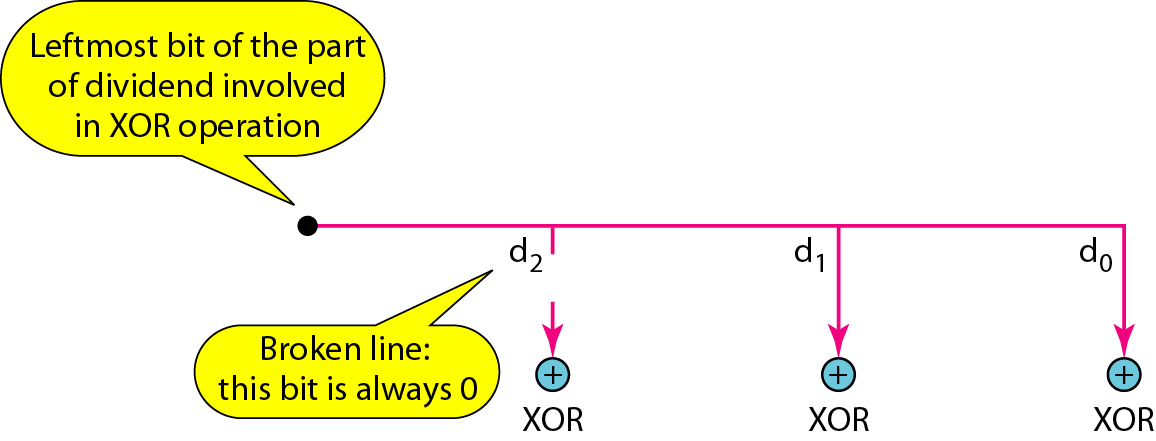 Leftmost bit of the part
of dividend involved
in XOR operation
d2
d1
d0
Broken line:
this bit is always 0
XOR
XOR
XOR